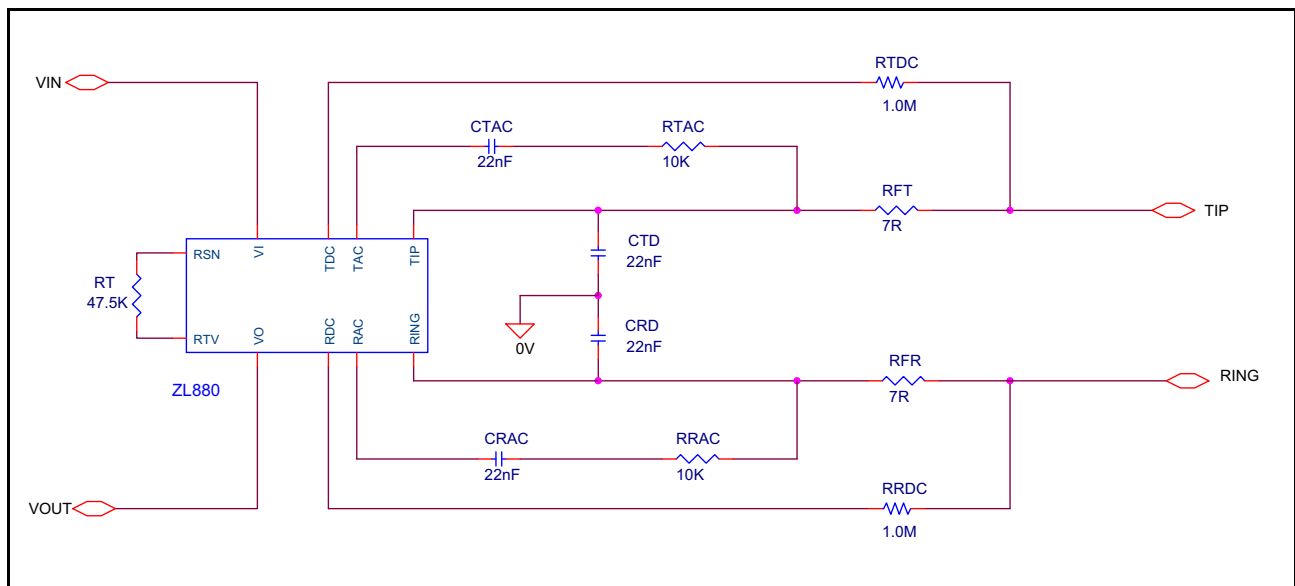 VIN
RTDC
1.0M
CTAC
22nF
RTAC
10K
RFT
7R
TIP
RSN
VI
TDC
TAC
TIP
CTD
22nF
RT
47.5K
0V
CRD
22nF
RTV
VO
RDC
RAC
RING
ZL880
RFR
7R
RING
CRAC
22nF
RRAC
10K
RRDC
1.0M
VOUT